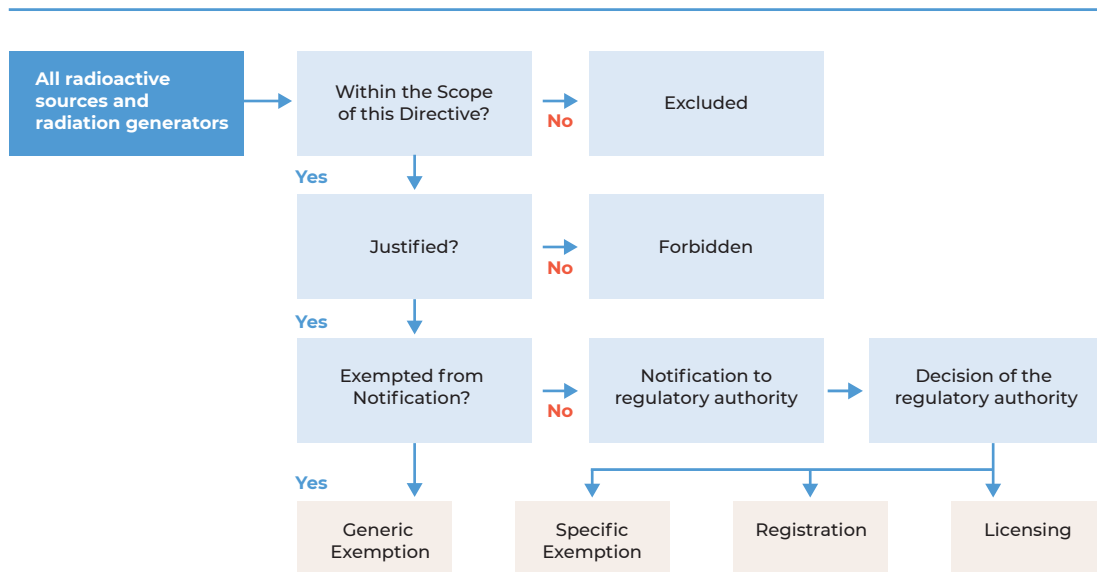 All radioactive
sources and
radiation generators
Within the Scope
of this Directive?
No
Excluded
Yes
Justified?
No
Forbidden
Yes
Exempted from
Notification?
No
Notification to
regulatory authority
Decision of the
regulatory authority
Yes
Generic
Exemption
Specific
Exemption
Registration
Licensing